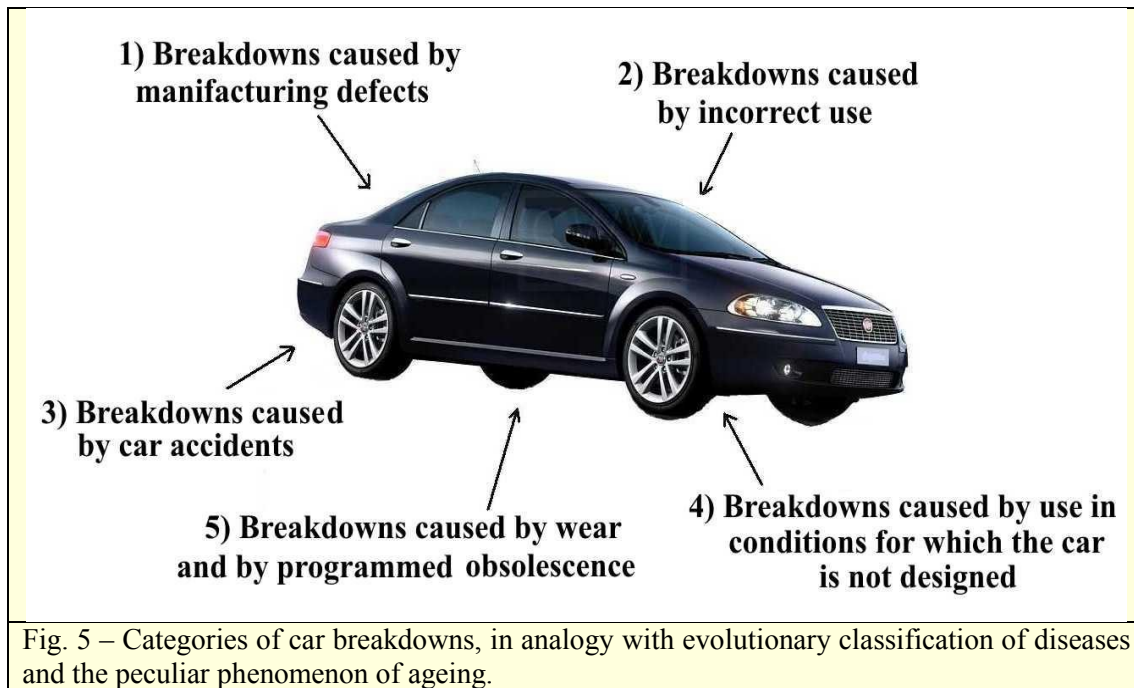 1) Breakdowns caused by
manifacturing defects
2) Breakdowns caused
by incorrect use
3) Breakdowns caused
by car accidents
4) Breakdowns caused by use in
conditions for which the car
is not designed
5) Breakdowns caused by wear
and by programmed obsolescence
Fig. 5 – Categories of car breakdowns, in analogy with evolutionary classification of diseases
and the peculiar phenomenon of ageing.